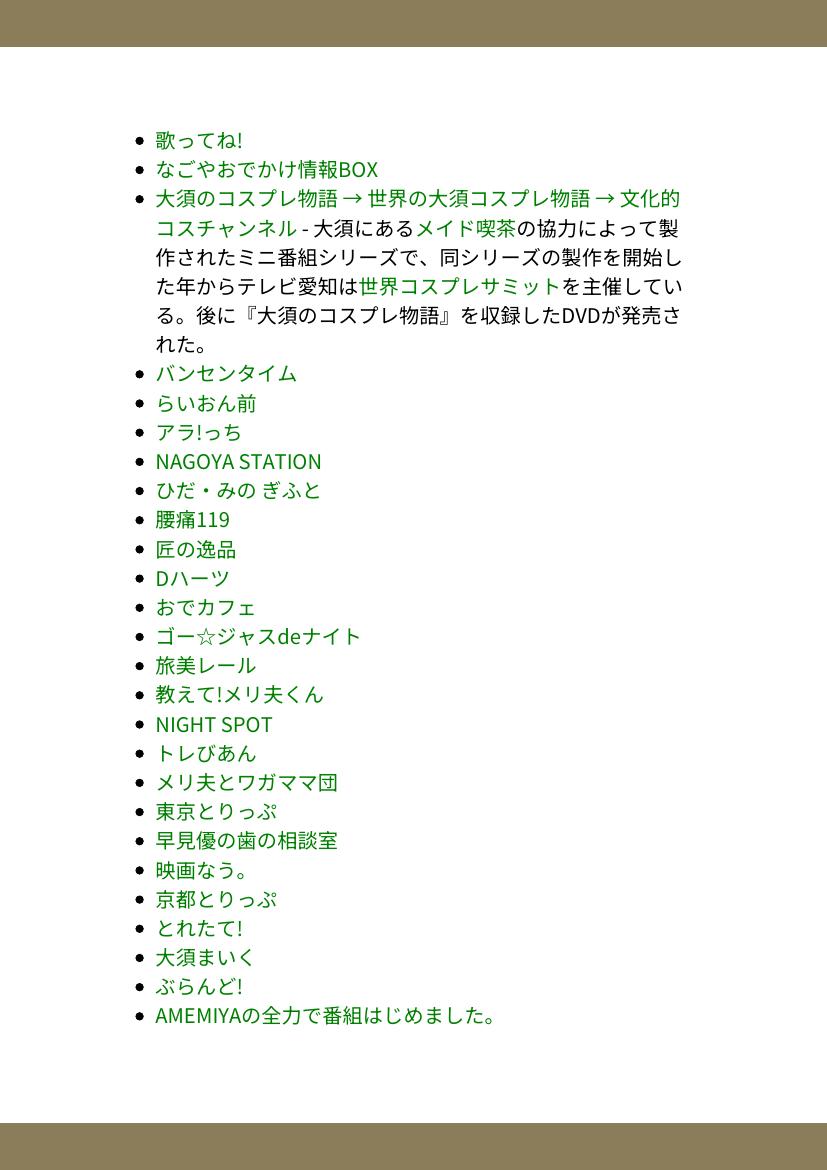 歌ってね!
なごやおでかけ情報BOX
大須のコスプレ物語 → 世界の大須コスプレ物語 → 文化的
コスチャンネル - 大須にあるメイド喫茶の協力によって製
作されたミニ番組シリーズで、同シリーズの製作を開始し
た年からテレビ愛知は世界コスプレサミットを主催してい
る。後に『大須のコスプレ物語』を収録したDVDが発売さ
れた。
バンセンタイム
らいおん前
アラ!っち
NAGOYA STATION
ひだ・みの ぎふと
腰痛119
匠の逸品
Dハーツ
おでカフェ
ゴー☆ジャスdeナイト
旅美レール
教えて!メリ夫くん
NIGHT SPOT
トレびあん
メリ夫とワガママ団
東京とりっぷ
早見優の歯の相談室
映画なう。
京都とりっぷ
とれたて!
大須まいく
ぶらんど!
AMEMIYAの全力で番組はじめました。